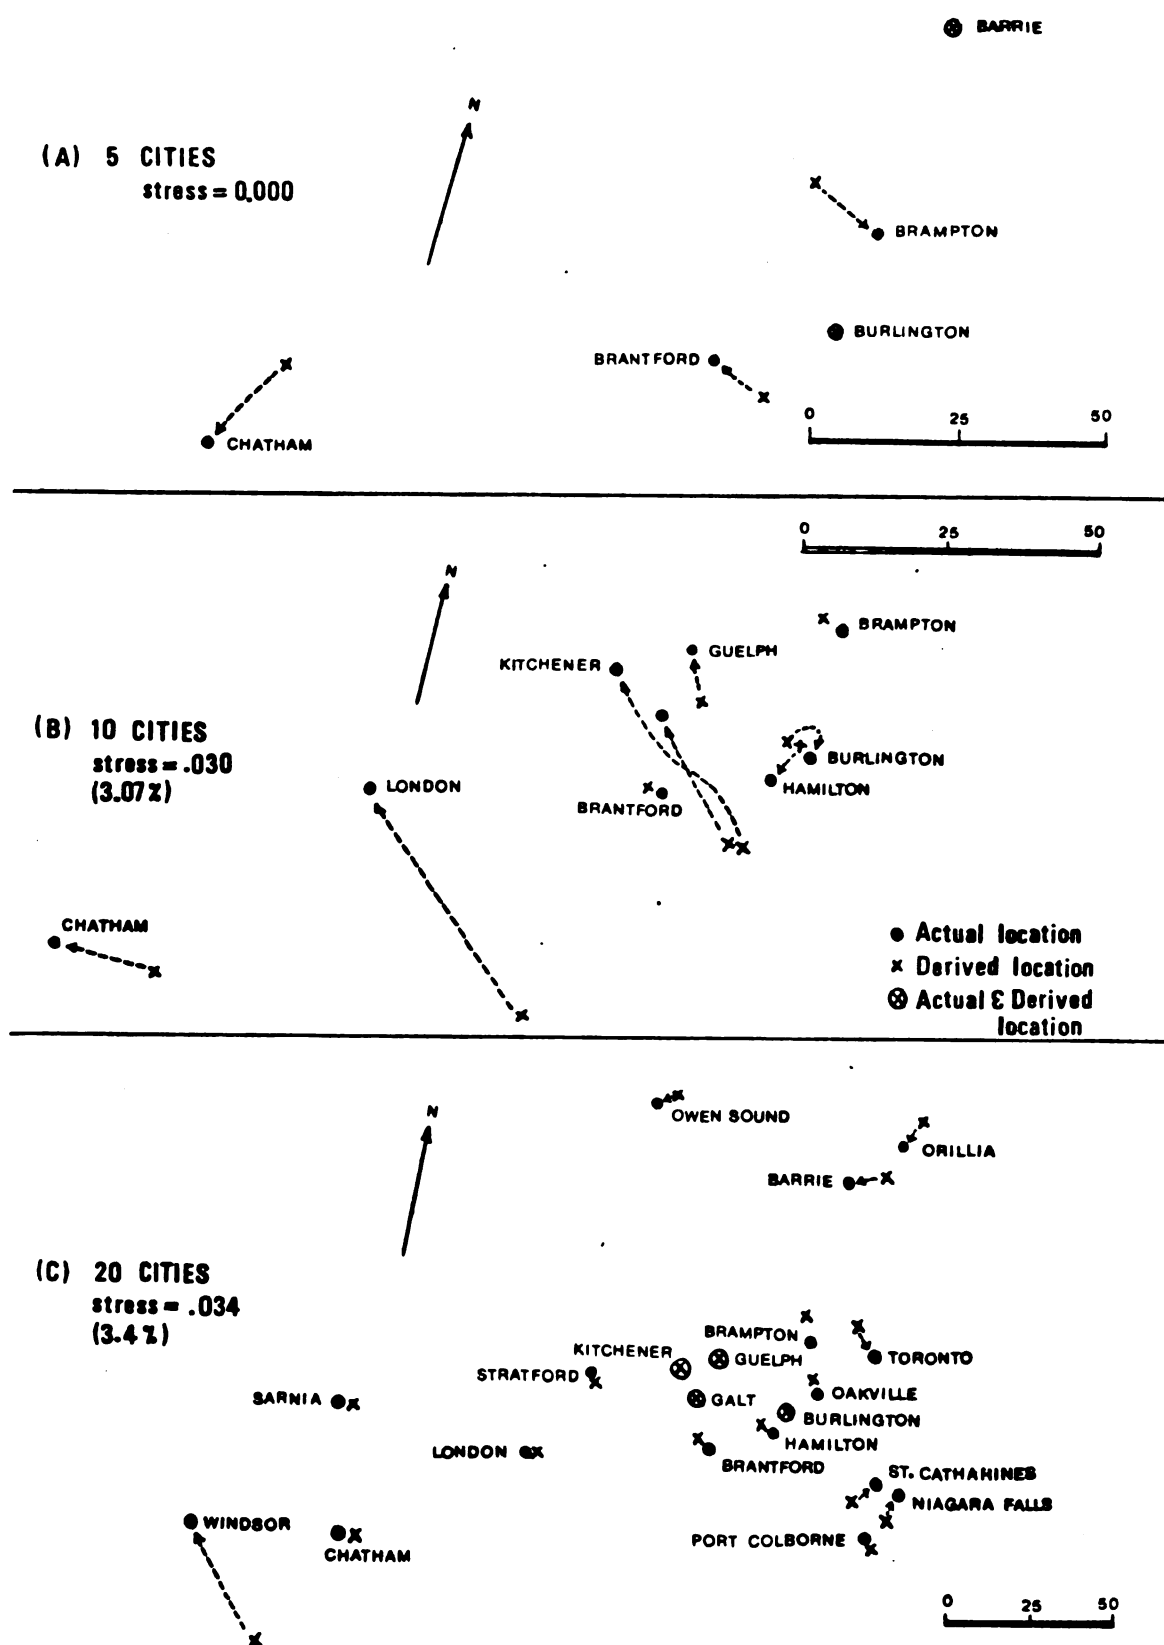 BARRIE
N
(A) 5 CITIES
stress = 0.000
BRAMPTON
BURLINGTON
BRANTFORD
CHATHAM
0 25 50
0 25 50
N
BRAMPTON
GUELPH
KITCHENER
(B) 10 CITIES
stress = .030
(3.07%)
BURLINGTON
LONDON
HAMILTON
BRANTFORD
CHATHAM
Actual location
Derived location
Actual & Derived
location
N
OWEN SOUND
ORILLIA
BARRIE
(C) 20 CITIES
stress = .034
(3.4%)
BRAMPTON
KITCHENER
GUELPH
TORONTO
STRATFORD
SARNIA
GALT
OAKVILLE
BURLINGTON
HAMILTON
LONDON
BRANTFORD
ST. CATHARINES
NIAGARA FALLS
WINDSOR
PORT COLBORNE
CHATHAM
0 25 50